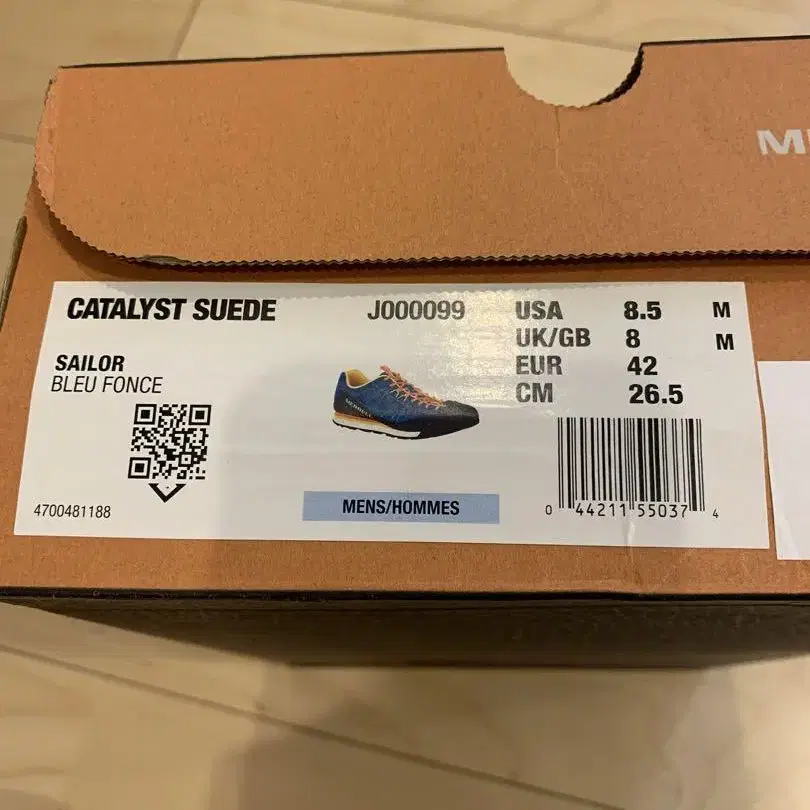 CATALYST SUEDE J000099
SAILOR
BLEU FONCE
USA 8.5 M
UK/GB 8 M
EUR 42
CM 26.5
MERRELL
MENS/HOMMES
4700481188
0 44211 55037 4